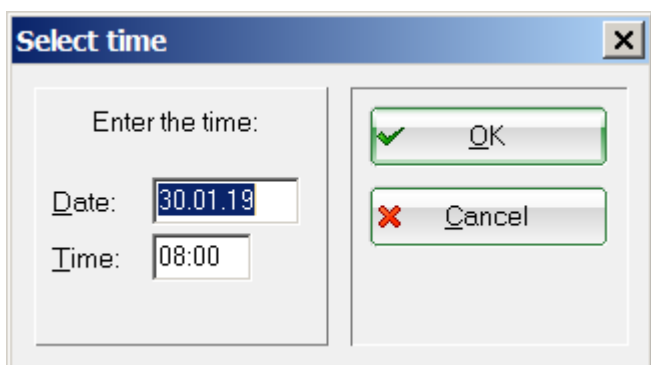 Select time
Enter the time:
Date: 30.01.19
Time: 08:00
OK
Cancel